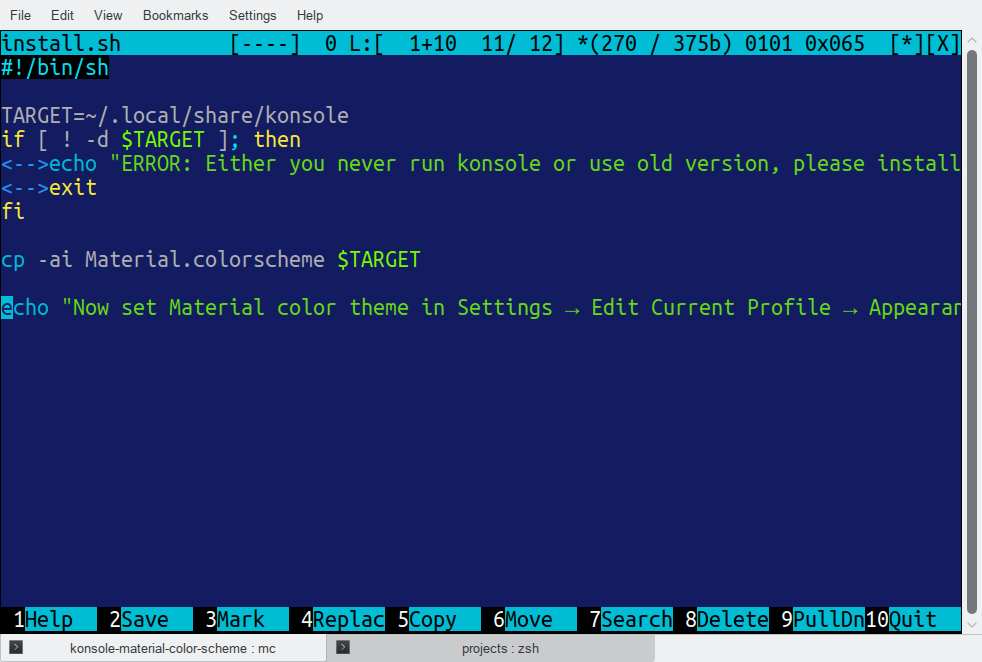 File Edit View Bookmarks Settings Help
install.sh [----] 0 L:[ 1+10 11/ 12] *(270 / 375b) 0101 0x065 [*][X]
#!/bin/sh
TARGET=~/.local/share/konsole
if [ ! -d $TARGET ]; then
<-->echo "ERROR: Either you never run konsole or use old version, please install
<-->exit
fi
cp -ai Material.colorscheme $TARGET
echo "Now set Material color theme in Settings → Edit Current Profile → Appearan
1Help 2Save 3Mark 4Replac 5Copy 6Move 7Search 8Delete 9PullDn 10Quit
konsole-material-color-scheme : mc projects : zsh